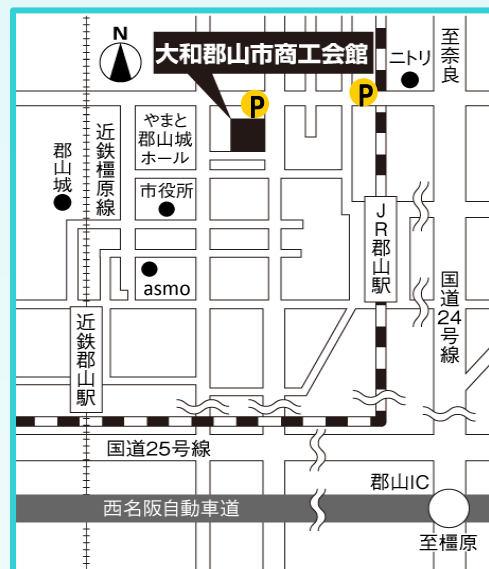 N
大和郡山市商工会館
P
P
ニトリ
至奈良
やまと
郡山城
ホール
近鉄橿原線
郡山城
市役所
JR郡山駅
asmo
国道24号線
近鉄郡山駅
国道25号線
郡山IC
西名阪自動車道
至橿原